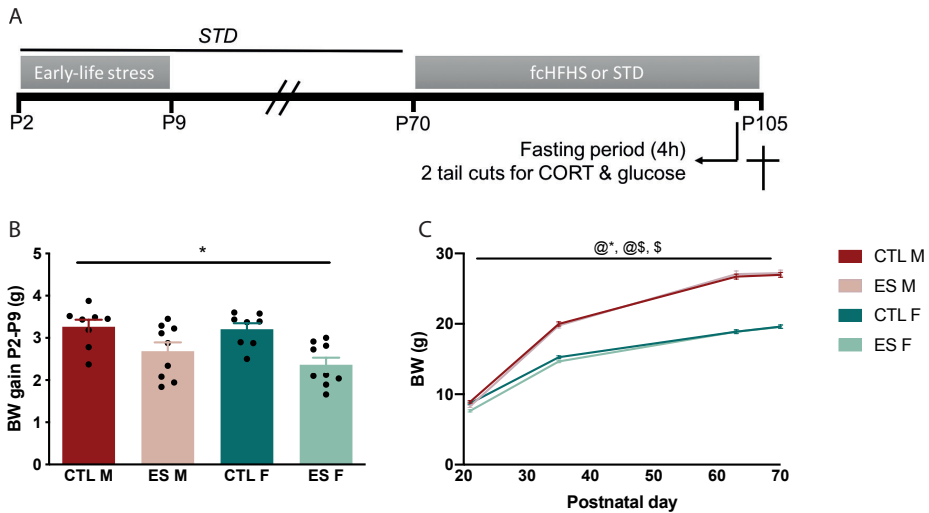 A
STD
Early-life stress
fcHFHS or STD
P2
P9
P70
P105
Fasting period (4h)
2 tail cuts for CORT & glucose
B
*
BW gain P2-P9 (g)
5
4
3
2
1
0
CTL M
ES M
CTL F
ES F
C
@*, @$, $
BW (g)
30
20
10
0
20
30
40
50
60
70
Postnatal day
CTL M
ES M
CTL F
ES F